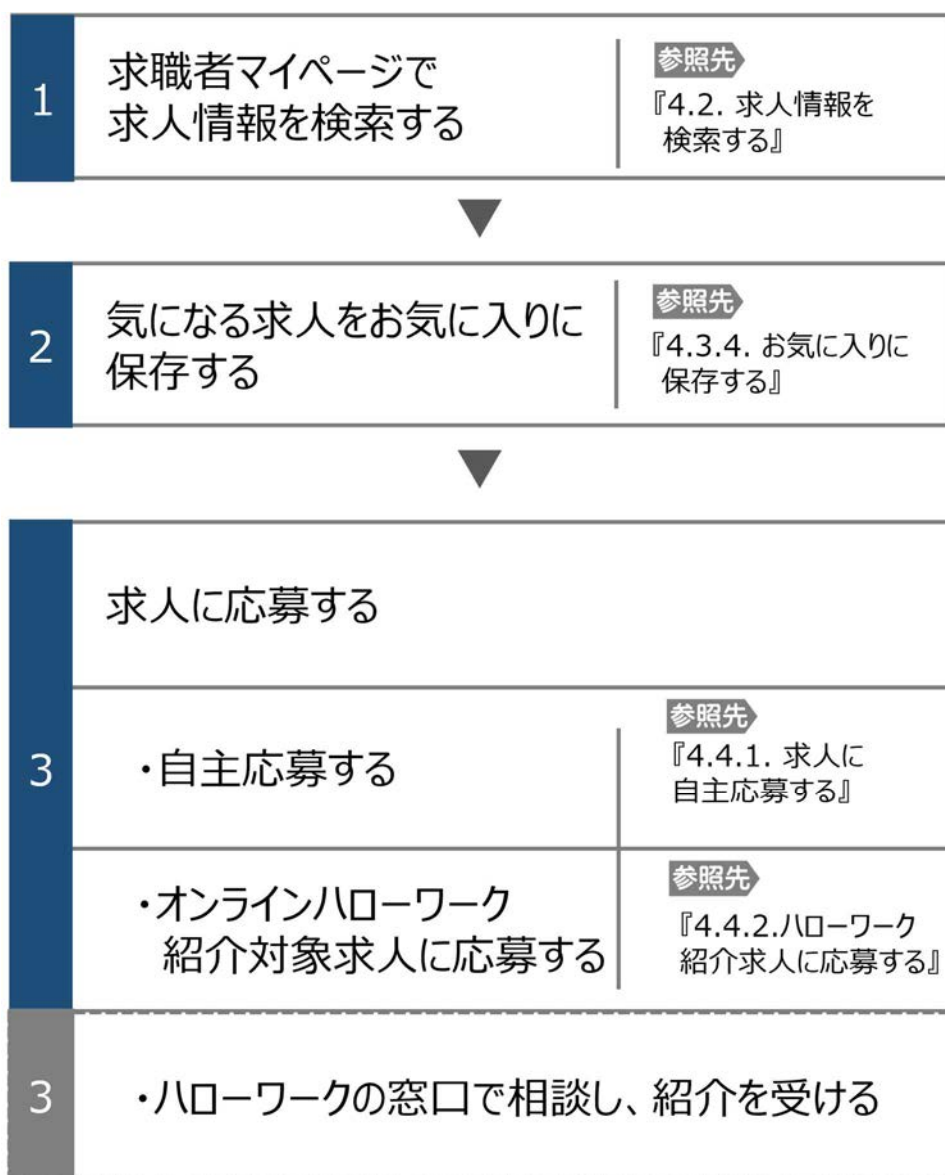 1
求職者マイページで
求人情報を検索する
参照先
『4.2. 求人情報を
検索する』
2
気になる求人をお気に入りに
保存する
参照先
『4.3.4. お気に入りに
保存する』
3
求人に応募する
・自主応募する
参照先
『4.4.1. 求人に
自主応募する』
・オンラインハローワーク
紹介対象求人に応募する
参照先
『4.4.2.ハローワーク
紹介求人に応募する』
3
・ハローワークの窓口で相談し、紹介を受ける